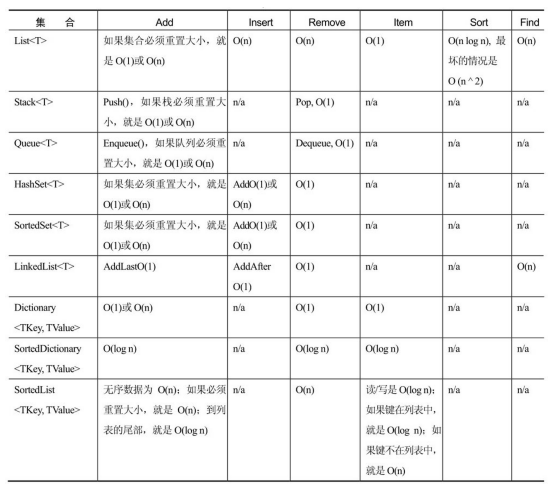 集 合 Add Insert Remove Item Sort Find
List<T> 如果集合必须重置大小，就 O(n) O(n) O(1) O(n log n), 最 O(n)
是 O(1)或 O(n) 坏的情况是
O (n ^ 2)
Stack<T> Push()，如果栈必须重置大 n/a Pop, O(1) n/a n/a n/a
小，就是 O(1)或 O(n)
Queue<T> Enqueue()，如果队列必须重 n/a Dequeue, O(1) n/a n/a n/a
置大小，就是 O(1)或 O(n)
HashSet<T> 如果集必须重置大小，就是 AddO(1)或 O(1) n/a n/a n/a
O(1)或 O(n) O(n)
SortedSet<T> 如果集必须重置大小，就是 AddO(1)或 O(1) n/a n/a n/a
O(1)或 O(n) O(n)
LinkedList<T> AddLastO(1) AddAfter O(1) n/a n/a O(n)
O(1)
Dictionary O(1)或 O(n) n/a O(1) O(1) n/a n/a
<TKey, TValue>
SortedDictionary O(log n) n/a O(log n) O(log n) n/a n/a
<TKey, TValue>
SortedList 无序数据为 O(n)；如果必须 n/a O(n) 读/写是 O(log n)； n/a n/a
<TKey, TValue> 重置大小，就是 O(n)；到列 如果键在列表中，
表的尾部，就是 O(log n) 就是 O(log n)；如
果键不在列表中，
就是 O(n)